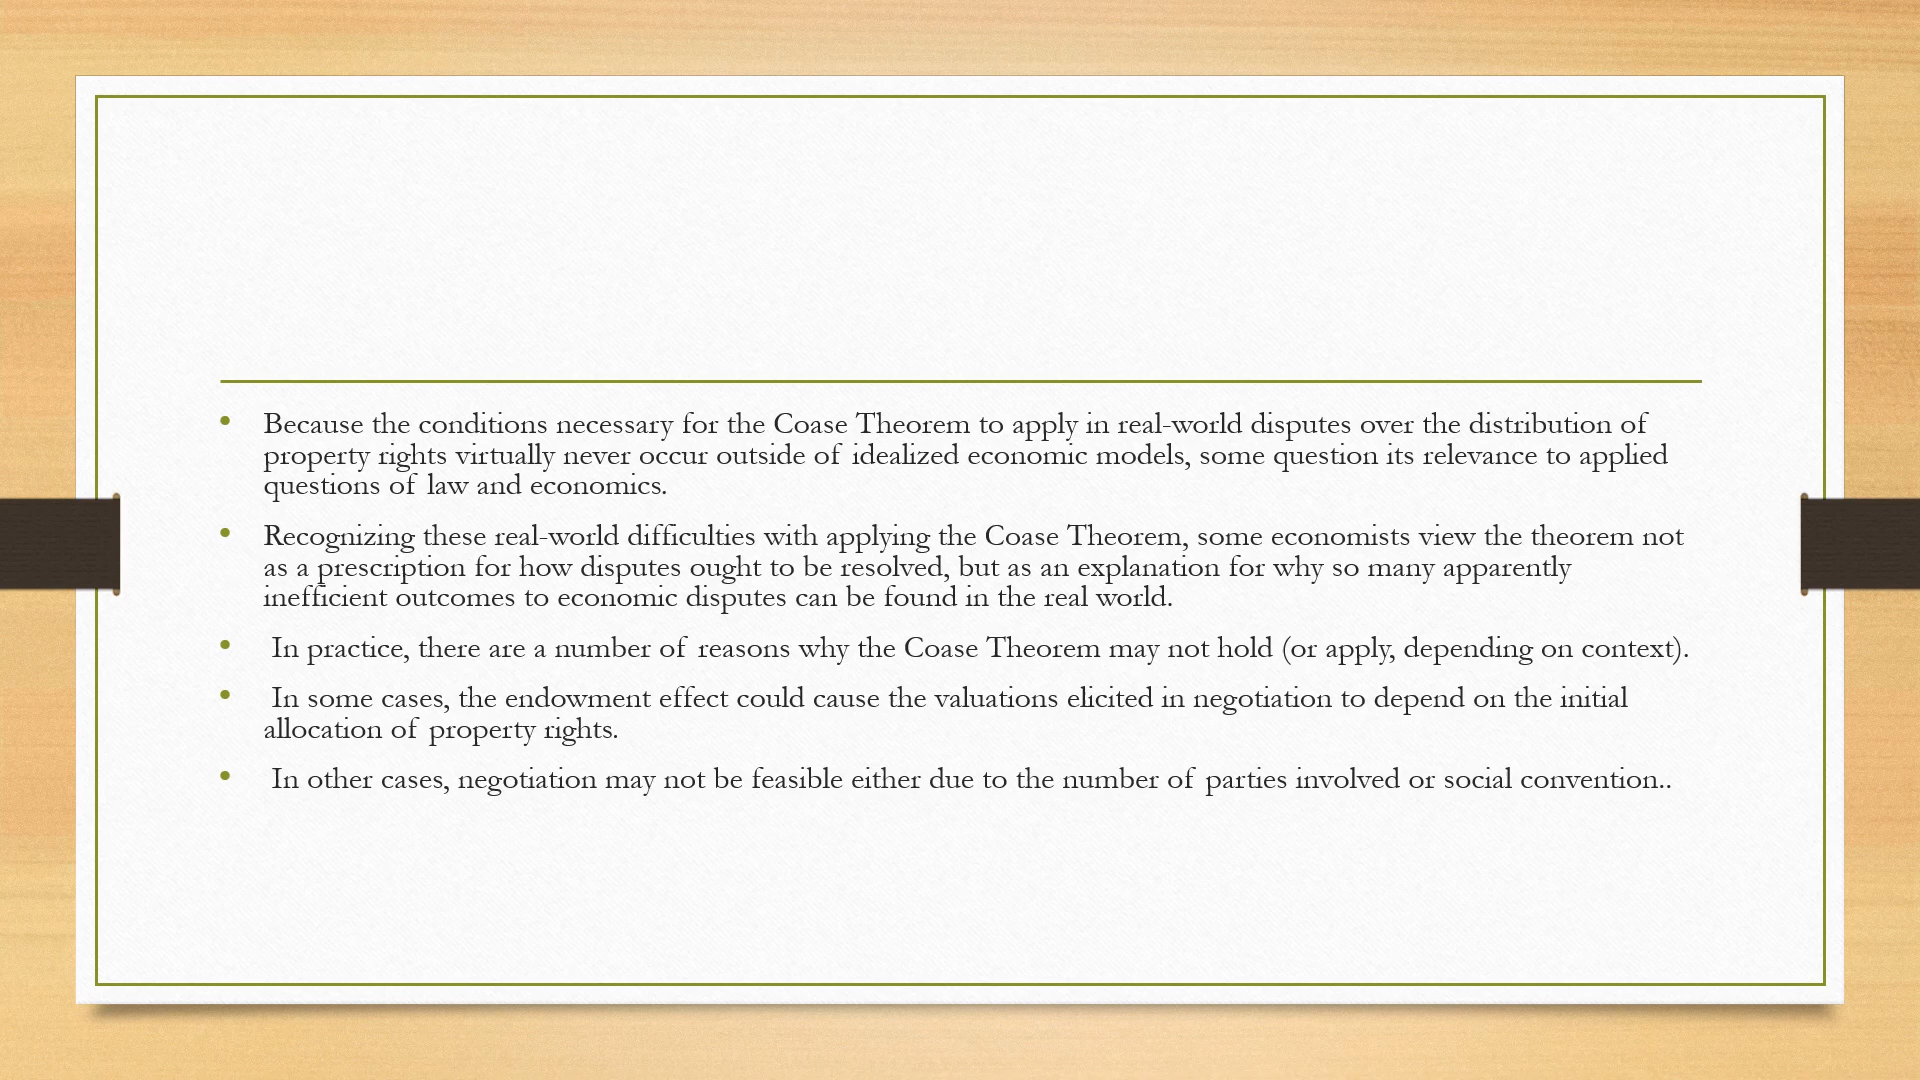 • Because the conditions necessary for the Coase Theorem to apply in real-world disputes over the distribution of
property rights virtually never occur outside of idealized economic models, some question its relevance to applied
questions of law and economics.
• Recognizing these real-world difficulties with applying the Coase Theorem, some economists view the theorem not
as a prescription for how disputes ought to be resolved, but as an explanation for why so many apparently
inefficient outcomes to economic disputes can be found in the real world.
• In practice, there are a number of reasons why the Coase Theorem may not hold (or apply, depending on context).
• In some cases, the endowment effect could cause the valuations elicited in negotiation to depend on the initial
allocation of property rights.
• In other cases, negotiation may not be feasible either due to the number of parties involved or social convention..